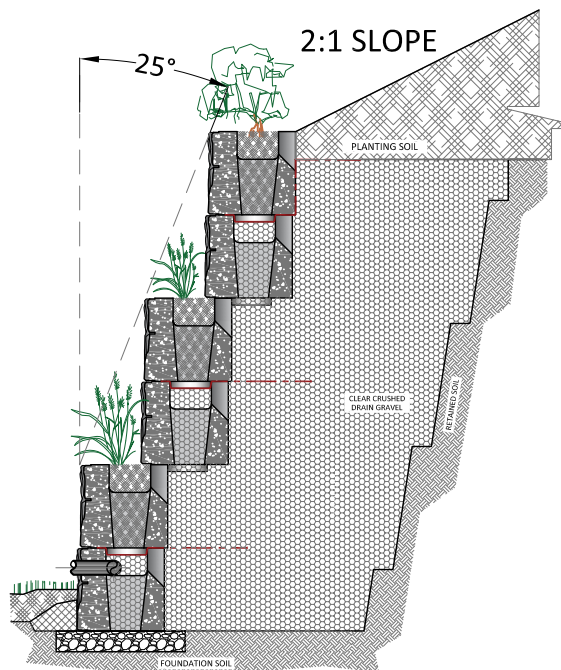 2:1 SLOPE
25°
PLANTING SOIL
CLEAR CRUSHED
DRAIN GRAVEL
RETAINED SOIL
FOUNDATION SOIL